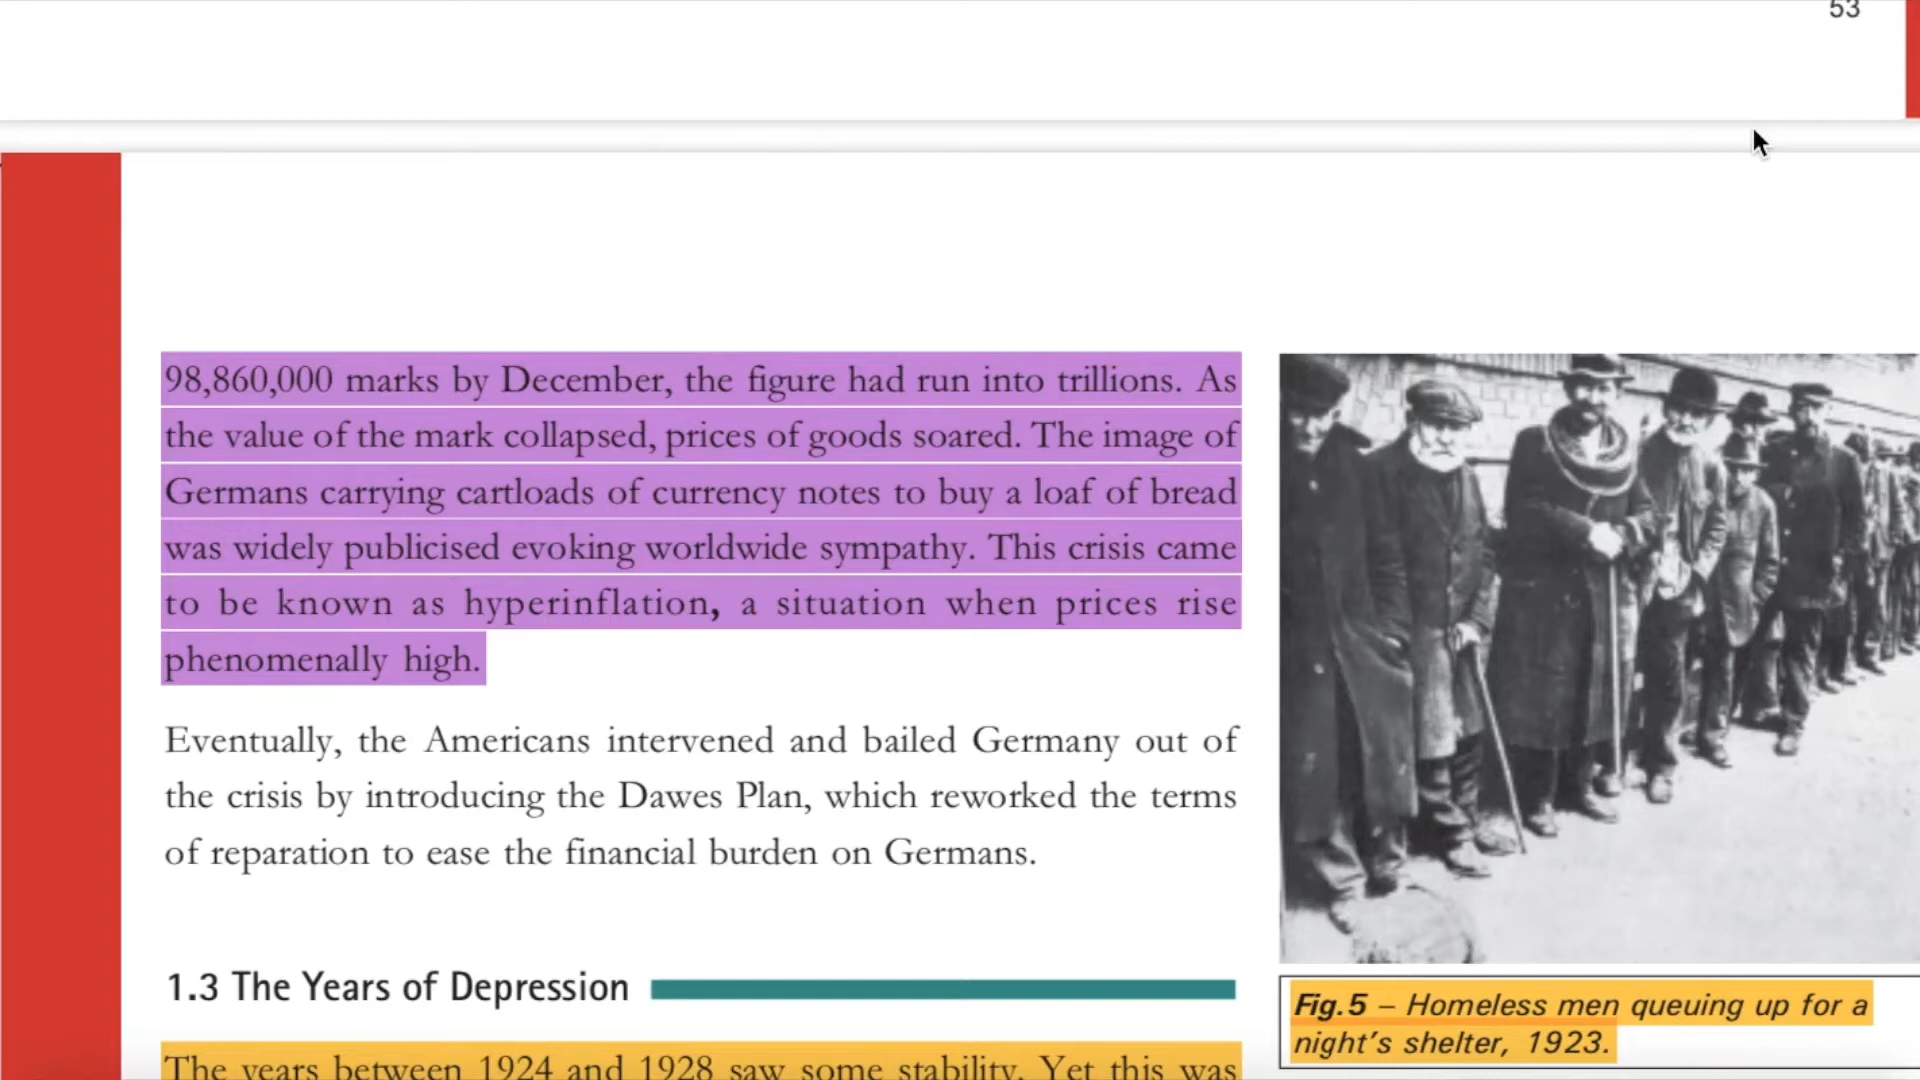 53
98,860,000 marks by December, the figure had run into trillions. As
the value of the mark collapsed, prices of goods soared. The image of
Germans carrying cartloads of currency notes to buy a loaf of bread
was widely publicised evoking worldwide sympathy. This crisis came
to be known as hyperinflation, a situation when prices rise
phenomenally high.
Eventually, the Americans intervened and bailed Germany out of
the crisis by introducing the Dawes Plan, which reworked the terms
of reparation to ease the financial burden on Germans.
1.3 The Years of Depression
The years between 1924 and 1928 saw some stability. Yet this was
Fig.5 – Homeless men queuing up for a
night's shelter, 1923.